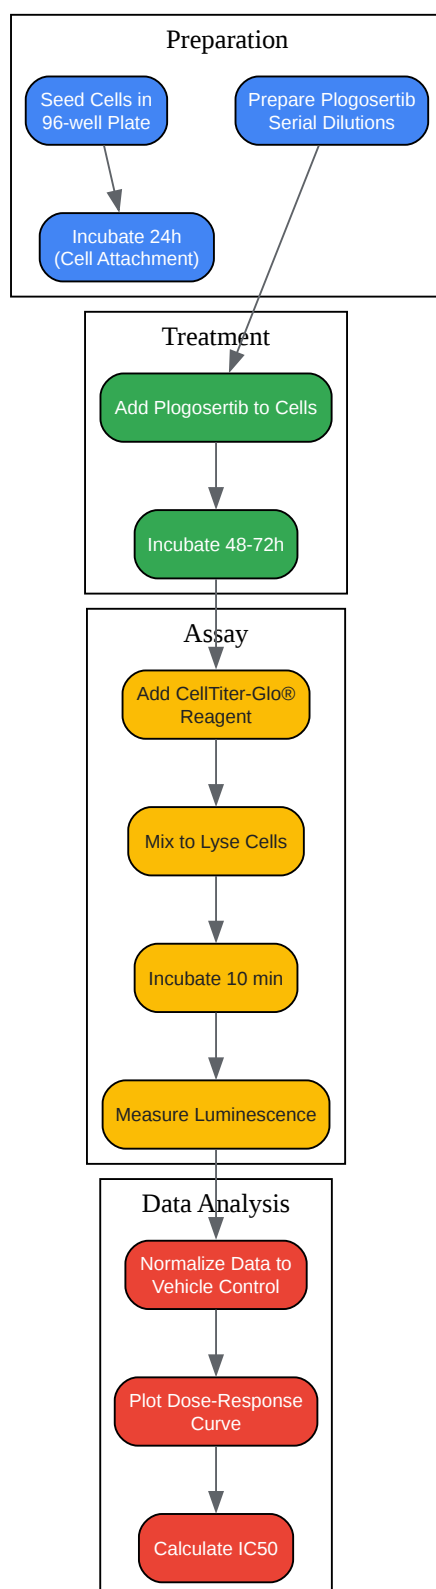 Preparation
Seed Cells in
96-well Plate
Prepare Plogosertib
Serial Dilutions
Incubate 24h
(Cell Attachment)
Treatment
Add Plogosertib to Cells
Incubate 48-72h
Assay
Add CellTiter-Glo®
Reagent
Mix to Lyse Cells
Incubate 10 min
Measure Luminescence
Data Analysis
Normalize Data to
Vehicle Control
Plot Dose-Response
Curve
Calculate IC50